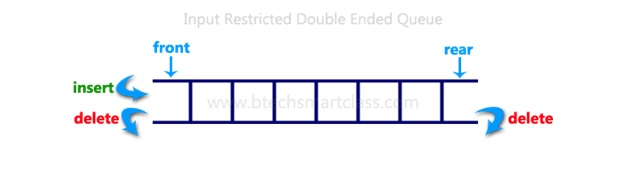 Input Restricted Double Ended Queue
front
rear
insert
www.btechsmartclass.com
delete
delete